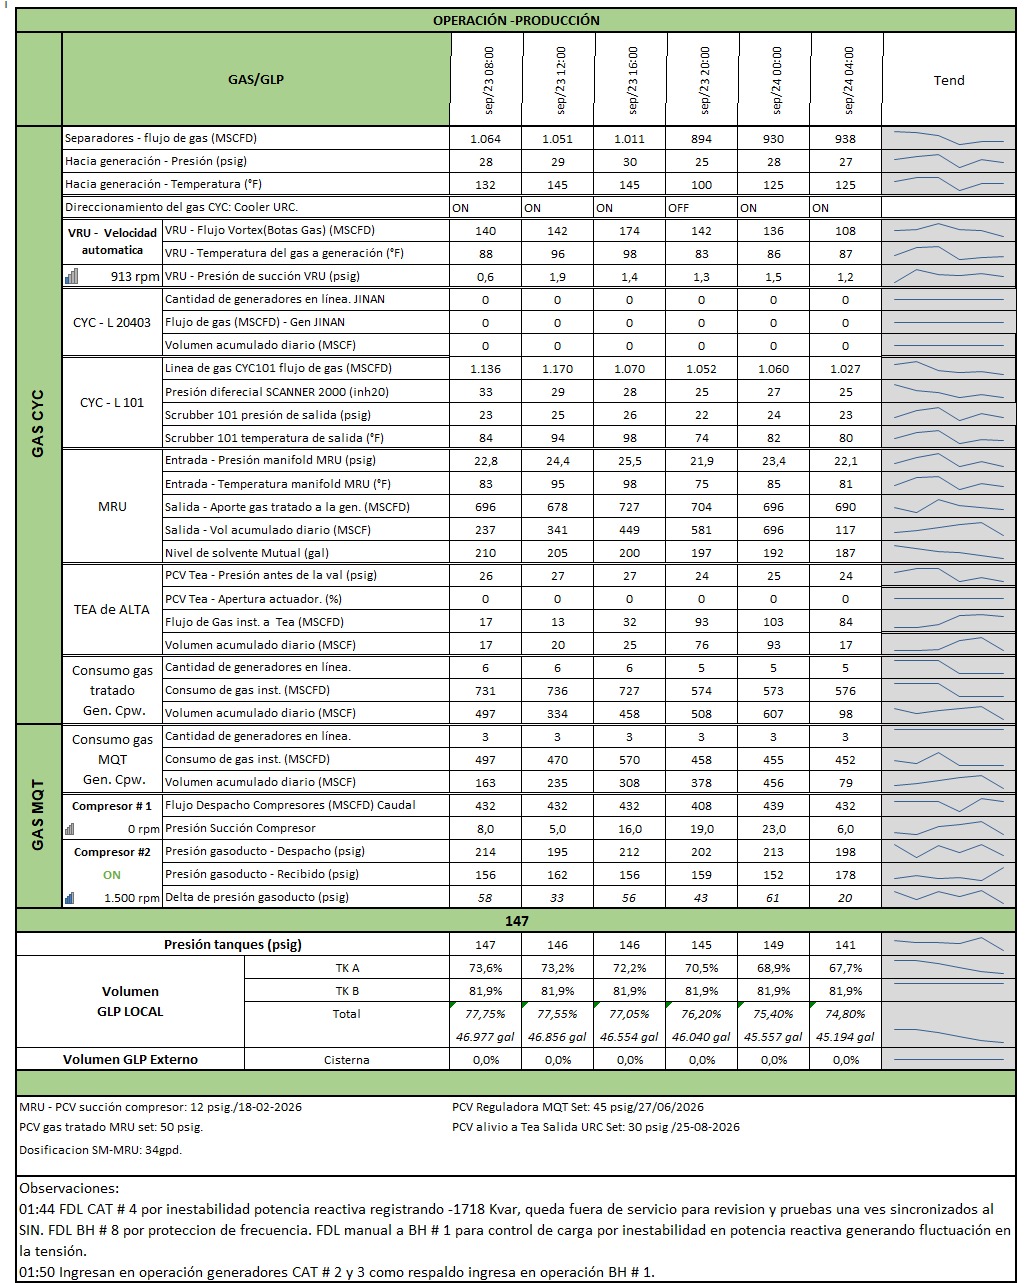 OPERACIÓN -PRODUCCIÓN
GAS/GLP sep/23 08:00 sep/23 12:00 sep/23 16:00 sep/23 20:00 sep/24 00:00 sep/24 04:00 Tend
GAS CYC
Separadores - flujo de gas (MSCFD) 1.064 1.051 1.011 894 930 938
Hacia generación - Presión (psig) 28 29 30 25 28 27
Hacia generación - Temperatura (°F) 132 145 145 100 125 125
Direccionamiento del gas CYC: Cooler URC. ON ON ON OFF ON ON
VRU - Velocidad automatica
913 rpm
VRU - Flujo Vortex(Botas Gas) (MSCFD) 140 142 174 142 136 108
VRU - Temperatura del gas a generación (°F) 88 96 98 83 86 87
VRU - Presión de succión VRU (psig) 0,6 1,9 1,4 1,3 1,5 1,2
CYC - L 20403
Cantidad de generadores en línea. JINAN 0 0 0 0 0 0
Flujo de gas (MSCFD) - Gen JINAN 0 0 0 0 0 0
Volumen acumulado diario (MSCF) 0 0 0 0 0 0
CYC - L 101
Linea de gas CYC101 flujo de gas (MSCFD) 1.136 1.170 1.070 1.052 1.060 1.027
Presión diferecial SCANNER 2000 (inh20) 33 29 28 25 27 25
Scrubber 101 presión de salida (psig) 23 25 26 22 24 23
Scrubber 101 temperatura de salida (°F) 84 94 98 74 82 80
MRU
Entrada - Presión manifold MRU (psig) 22,8 24,4 25,5 21,9 23,4 22,1
Entrada - Temperatura manifold MRU (°F) 83 95 98 75 85 81
Salida - Aporte gas tratado a la gen. (MSCFD) 696 678 727 704 696 690
Salida - Vol acumulado diario (MSCF) 237 341 449 581 696 117
Nivel de solvente Mutual (gal) 210 205 200 197 192 187
TEA de ALTA
PCV Tea - Presión antes de la val (psig) 26 27 27 24 25 24
PCV Tea - Apertura actuador. (%) 0 0 0 0 0 0
Flujo de Gas inst. a Tea (MSCFD) 17 13 32 93 103 84
Volumen acumulado diario (MSCF) 17 20 25 76 93 17
Consumo gas tratado Gen. Cpw.
Cantidad de generadores en línea. 6 6 6 5 5 5
Consumo de gas inst. (MSCFD) 731 736 727 574 573 576
Volumen acumulado diario (MSCF) 497 334 458 508 607 98
GAS MQT
Consumo gas MQT Gen. Cpw.
Cantidad de generadores en línea. 3 3 3 3 3 3
Consumo de gas inst. (MSCFD) 497 470 570 458 455 452
Volumen acumulado diario (MSCF) 163 235 308 378 456 79
Compresor # 1
0 rpm
Flujo Despacho Compresores (MSCFD) Caudal 432 432 432 408 439 432
Presión Succión Compresor 8,0 5,0 16,0 19,0 23,0 6,0
Compresor #2
ON
1.500 rpm
Presión gasoducto - Despacho (psig) 214 195 212 202 213 198
Presión gasoducto - Recibido (psig) 156 162 156 159 152 178
Delta de presión gasoducto (psig) 58 33 56 43 61 20
147
Presión tanques (psig) 147 146 146 145 149 141
Volumen GLP LOCAL
TK A 73,6% 73,2% 72,2% 70,5% 68,9% 67,7%
TK B 81,9% 81,9% 81,9% 81,9% 81,9% 81,9%
Total 77,75% 77,55% 77,05% 76,20% 75,40% 74,80%
46.977 gal 46.856 gal 46.554 gal 46.040 gal 45.557 gal 45.194 gal
Volumen GLP Externo Cisterna 0,0% 0,0% 0,0% 0,0% 0,0% 0,0%
MRU - PCV succión compresor: 12 psig./18-02-2026 PCV Reguladora MQT Set: 45 psig/27/06/2026
PCV gas tratado MRU set: 50 psig. PCV alivio a Tea Salida URC Set: 30 psig /25-08-2026
Dosificacion SM-MRU: 34gpd.
Observaciones:
01:44 FDL CAT # 4 por inestabilidad potencia reactiva registrando -1718 Kvar, queda fuera de servicio para revision y pruebas una ves sincronizados al
SIN. FDL BH # 8 por proteccion de frecuencia. FDL manual a BH # 1 para control de carga por inestabilidad en potencia reactiva generando fluctuación en
la tensión.
01:50 Ingresan en operación generadores CAT # 2 y 3 como respaldo ingresa en operación BH # 1.